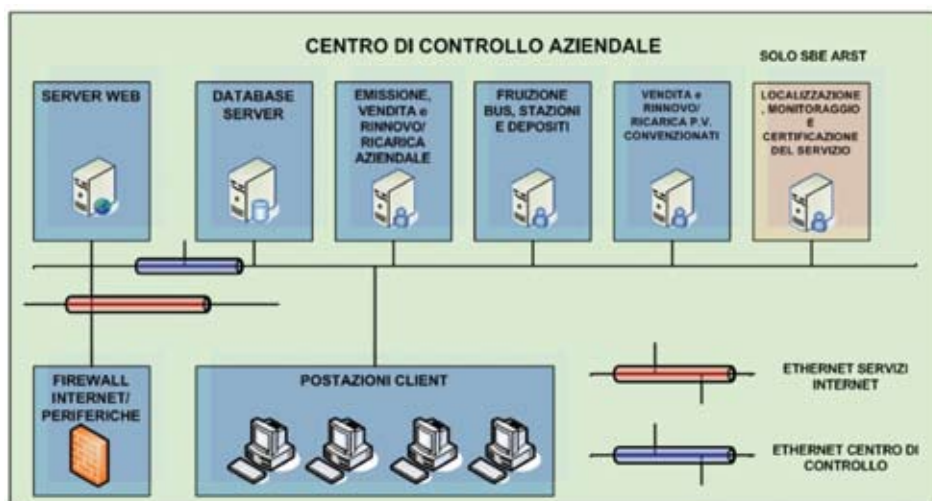 CENTRO DI CONTROLLO AZIENDALE
SOLO SBE ARST
SERVER WEB
DATABASE
SERVER
EMISSIONE,
VENDITA e
RINNOVO/
RICARICA
AZIENDALE
FRUIZIONE
BUS, STAZIONI
E DEPOSITI
VENDITA e
RINNOVO/
RICARICA P.V.
CONVENZIONATI
LOCALIZZAZIONE
, MONITORAGGIO
E
CERTIFICAZIONE
DEL SERVIZIO
FIREWALL
INTERNET/
PERIFERICHE
POSTAZIONI CLIENT
ETHERNET SERVIZI
INTERNET
ETHERNET CENTRO DI
CONTROLLO